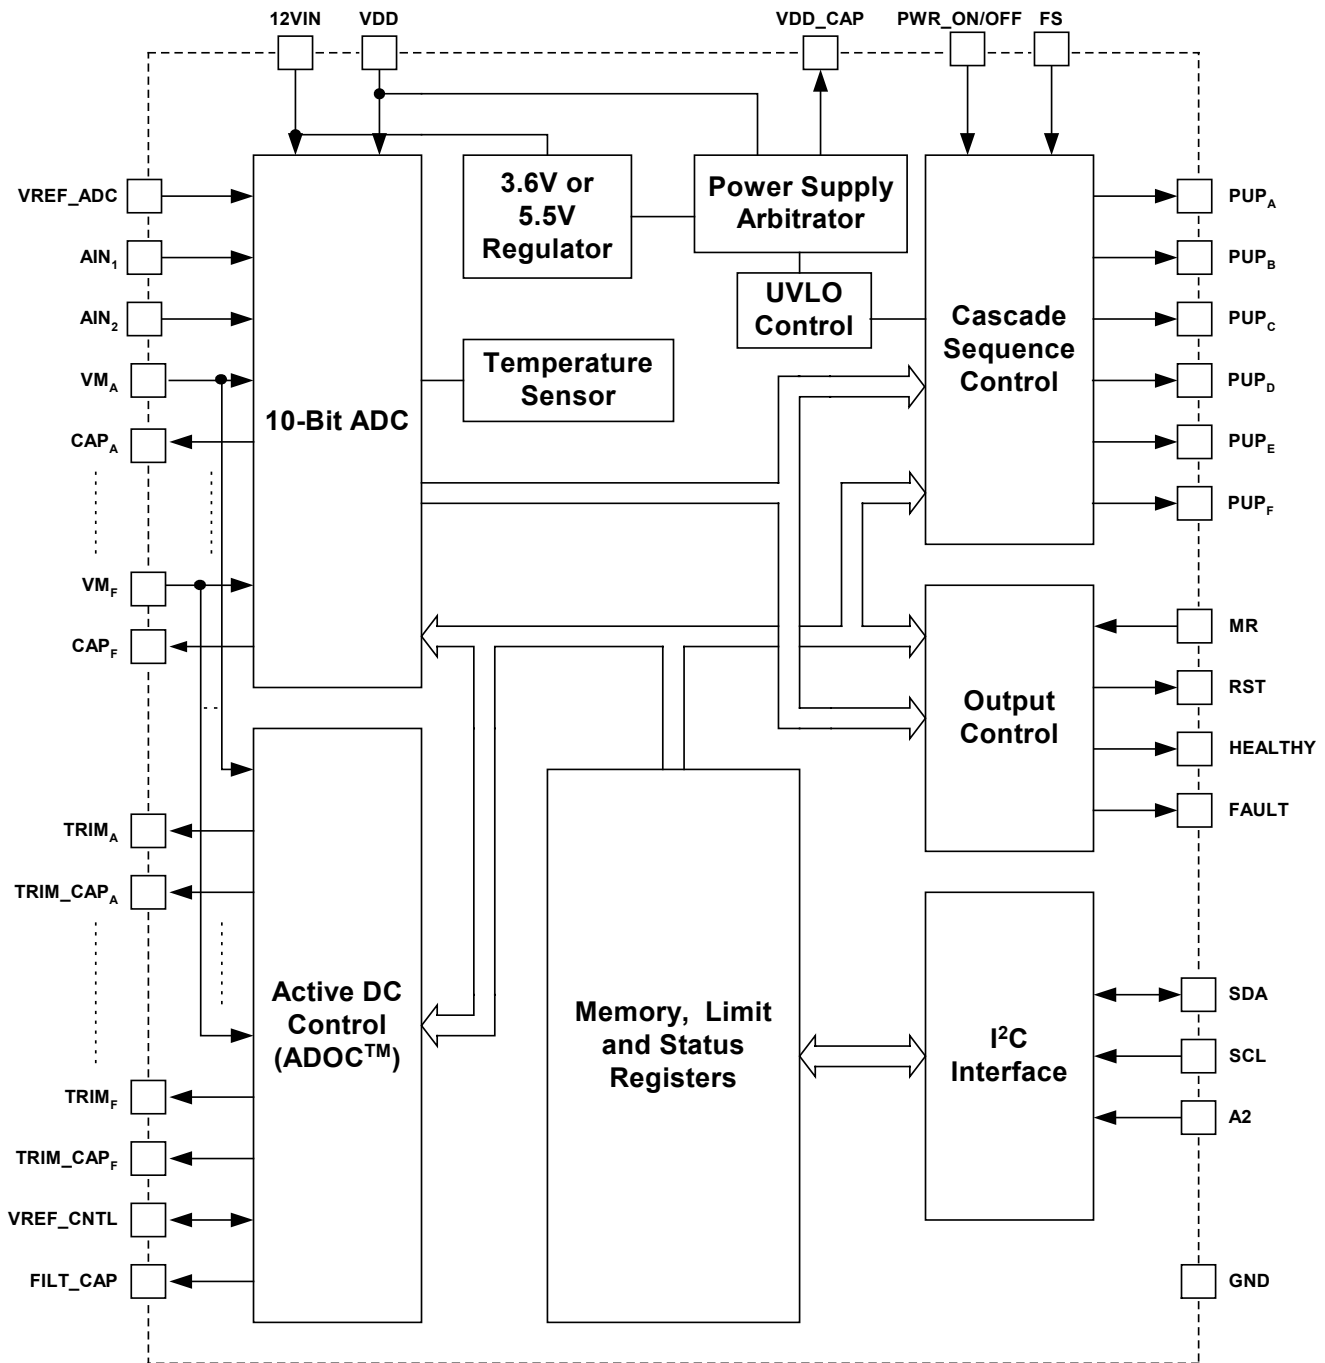 12VIN
VDD
VDD_CAP
PWR_ON/OFF
FS
VREF_ADC
AIN1
AIN2
VMA
CAPA
VMF
CAPF
TRIMA
TRIM_CAPA
TRIMF
TRIM_CAPF
VREF_CNTL
FILT_CAP
10-Bit ADC
3.6V or
5.5V
Regulator
Power Supply
Arbitrator
UVLO
Control
Temperature
Sensor
Cascade
Sequence
Control
Output
Control
Active DC
Control
(ADOC™)
Memory, Limit
and Status
Registers
I²C
Interface
PUPA
PUPB
PUPC
PUPD
PUPE
PUPF
MR
RST
HEALTHY
FAULT
SDA
SCL
A2
GND